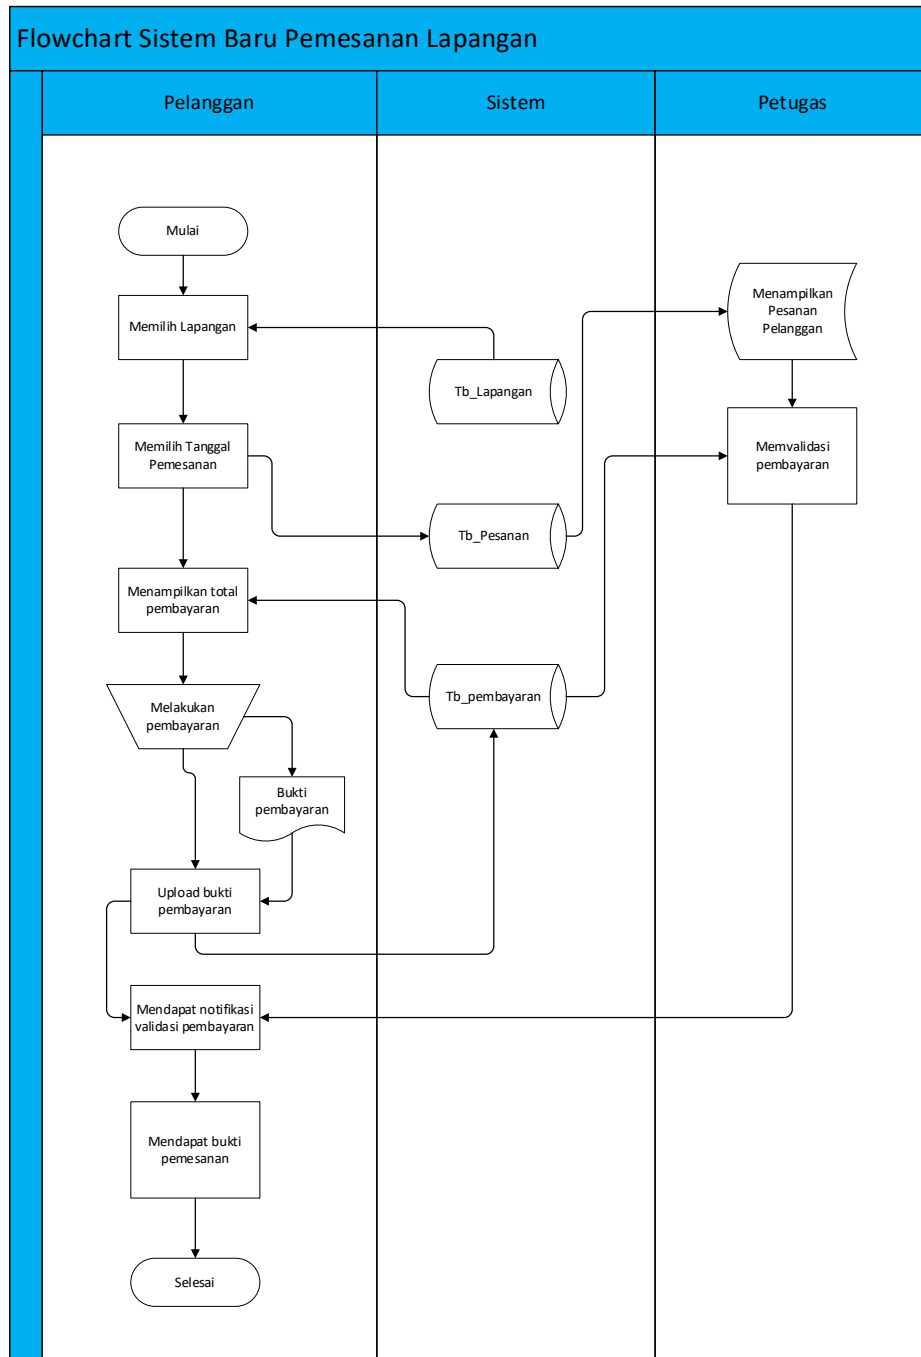 Flowchart Sistem Baru Pemesanan Lapangan
Pelanggan
Sistem
Petugas
Mulai
Memilih Lapangan
Memilih Tanggal
Pemesanan
Menampilkan total
pembayaran
Melakukan
pembayaran
Bukti
pembayaran
Upload bukti
pembayaran
Mendapat notifikasi
validasi pembayaran
Mendapat bukti
pemesanan
Selesai
Tb_Lapangan
Tb_Pesanan
Tb_pembayaran
Menampilkan
Pesanan
Pelanggan
Memvalidasi
pembayaran